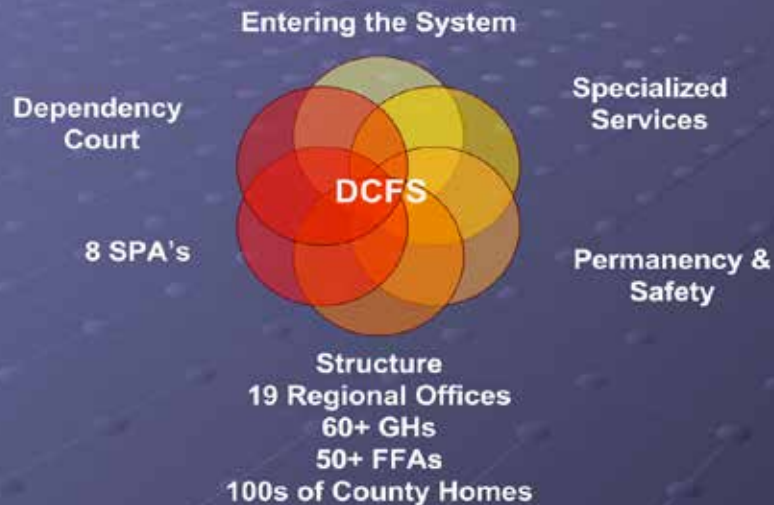 Entering the System
Dependency
Court
Specialized
Services
DCFS
8 SPA's
Permanency &
Safety
Structure
19 Regional Offices
60+ GHs
50+ FFAs
100s of County Homes